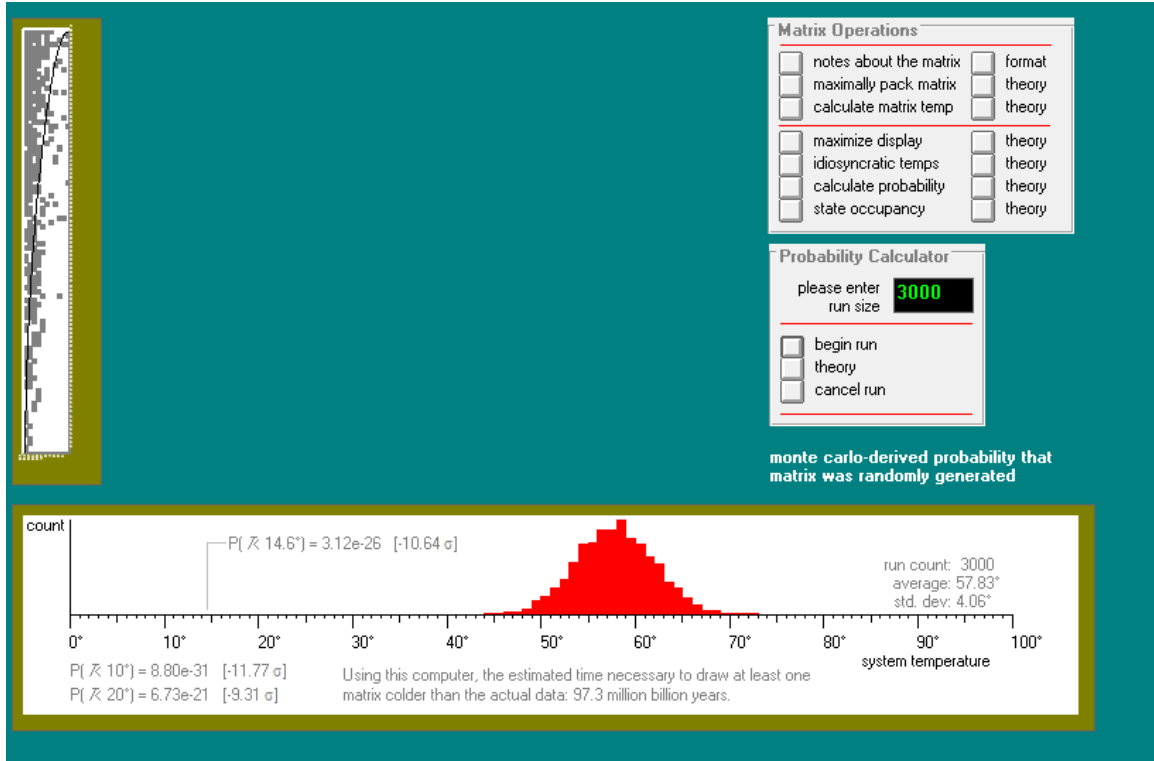 Matrix Operations
notes about the matrix format
maximally pack matrix theory
calculate matrix temp theory
maximize display theory
idiosyncratic temps theory
calculate probability theory
state occupancy theory
Probability Calculator
please enter
run size
3000
begin run
theory
cancel run
monte carlo-derived probability that
matrix was randomly generated
count
P( R 14.6°) = 3.12e-26 [-10.64 σ]
run count: 3000
average: 57.83°
std. dev: 4.06°
0° 10° 20° 30° 40° 50° 60° 70° 80° 90° 100°
system temperature
P( R 10°) = 8.80e-31 [-11.77 σ]
P( R 20°) = 6.73e-21 [-9.31 σ]
Using this computer, the estimated time necessary to draw at least one
matrix colder than the actual data: 97.3 million billion years.